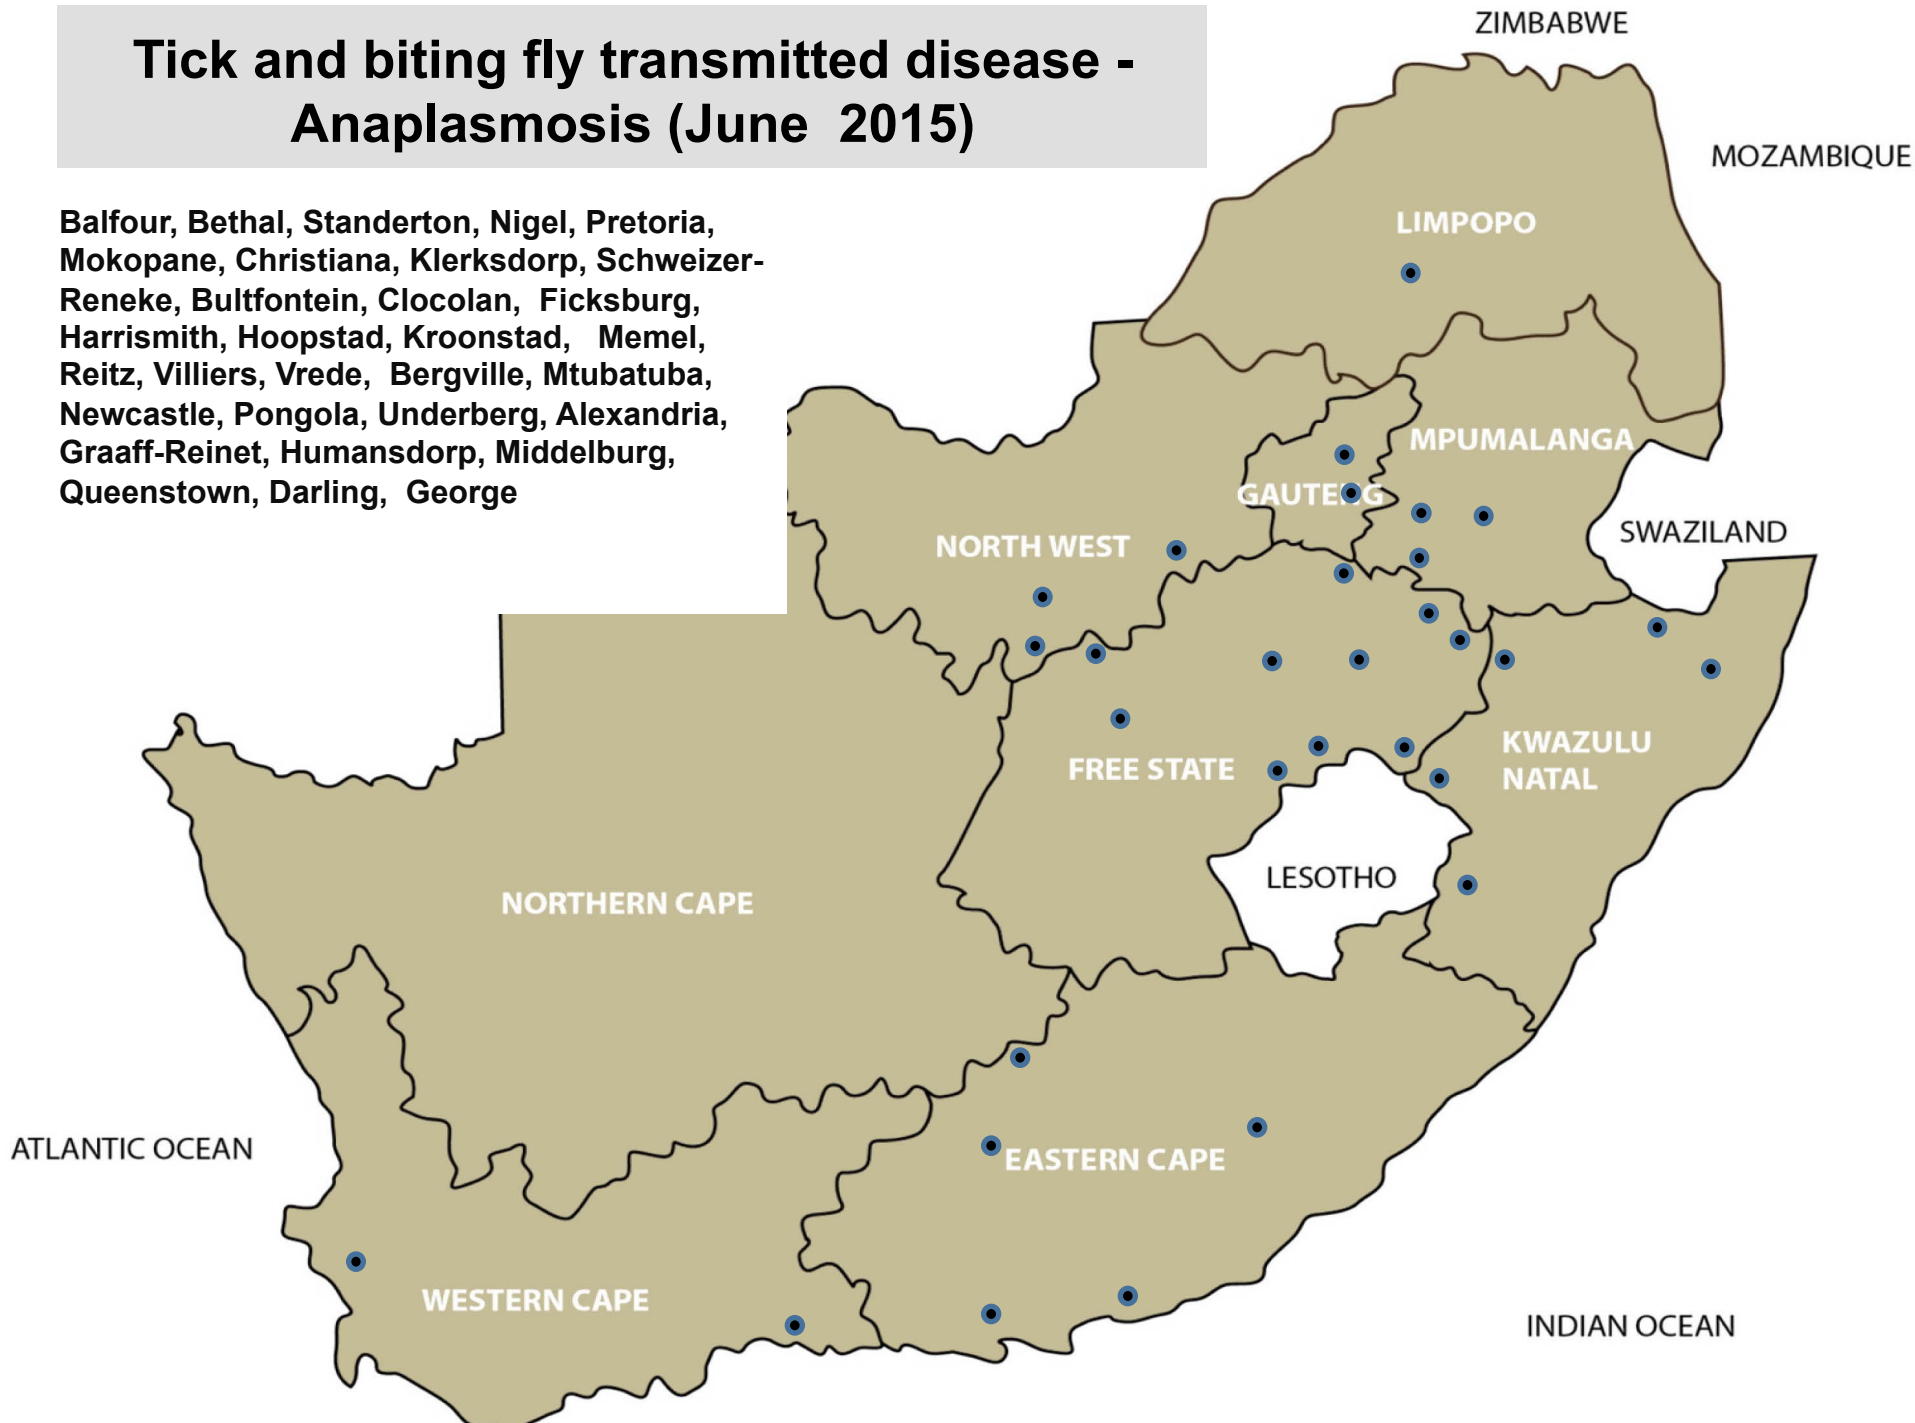 Tick and biting fly transmitted disease -
Anaplasmosis (June  2015)
Balfour, Bethal, Standerton, Nigel, Pretoria,
Mokopane, Christiana, Klerksdorp, Schweizer-
Reneke, Bultfontein, Clocolan,  Ficksburg,
Harrismith, Hoopstad, Kroonstad,   Memel,
Reitz, Villiers, Vrede,  Bergville, Mtubatuba,
Newcastle, Pongola, Underberg, Alexandria,
Graaff-Reinet, Humansdorp, Middelburg,
Queenstown, Darling,  George
ZIMBABWE
MOZAMBIQUE
LIMPOPO
MPUMALANGA
GAUTENG
SWAZILAND
NORTH WEST
KWAZULU
NATAL
FREE STATE
LESOTHO
NORTHERN CAPE
ATLANTIC OCEAN
EASTERN CAPE
WESTERN CAPE
INDIAN OCEAN